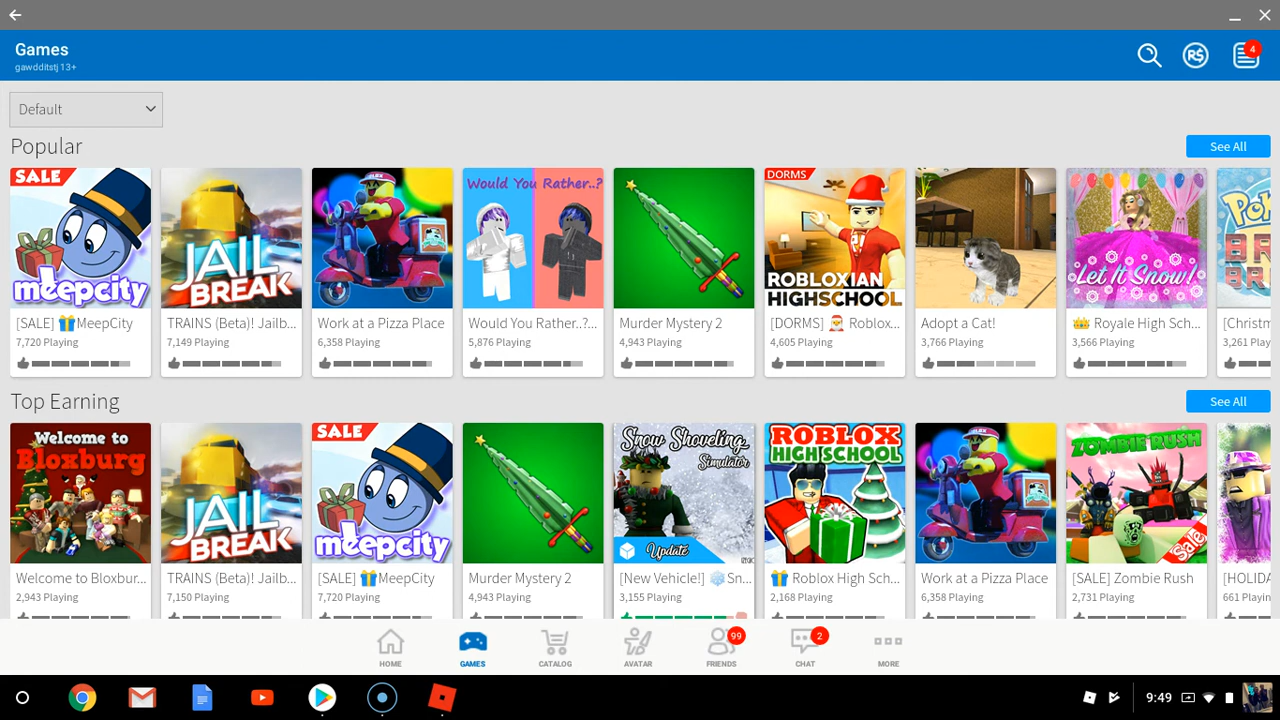 Games
gawdditstj 13+
R$
4
Default
Popular
See All
SALE
meepcity
JAIL
BREAK
Would You Rather..?
DORMS
ROBLOXIAN
HIGHSCHOOL
Let It Snow!
[SALE] 🎁MeepCity
TRAINS (Beta)! Jailb...
Work at a Pizza Place
Would You Rather..?...
Murder Mystery 2
[DORMS] 🎅 Roblox...
Adopt a Cat!
👑 Royale High Sch...
[Christm
7,720 Playing
7,149 Playing
6,358 Playing
5,876 Playing
4,943 Playing
4,605 Playing
3,766 Playing
3,566 Playing
3,261 Playi
Top Earning
See All
Welcome to
Bloxburg
JAIL
BREAK
SALE
meepcity
Snow Shoveling
Simulator
Update
ROBLOX
HIGH SCHOOL
ZOMBIE RUSH
Sale
Welcome to Bloxbur...
TRAINS (Beta)! Jailb...
[SALE] 🎁MeepCity
Murder Mystery 2
[New Vehicle!] ❄️Sn...
🎁 Roblox High Sch...
Work at a Pizza Place
[SALE] Zombie Rush
[HOLIDA
2,943 Playing
7,150 Playing
7,720 Playing
4,943 Playing
3,155 Playing
2,168 Playing
6,358 Playing
2,731 Playing
661 Playin
99
2
HOME
GAMES
CATALOG
AVATAR
FRIENDS
CHAT
MORE
9:49